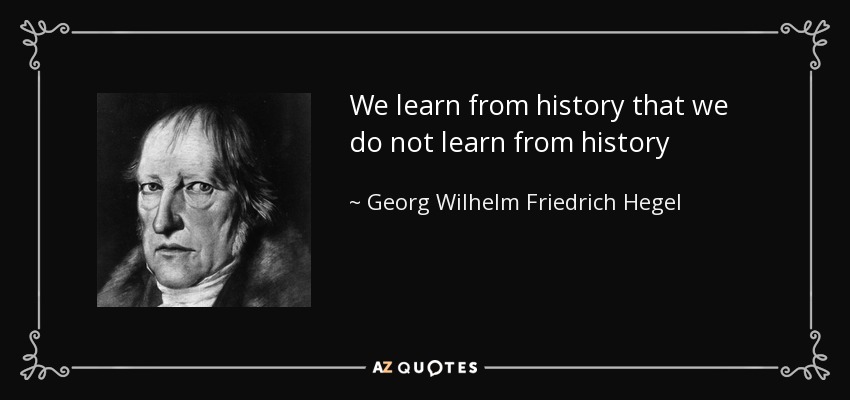 We learn from history that we
do not learn from history
~ Georg Wilhelm Friedrich Hegel
AZ QUOTES